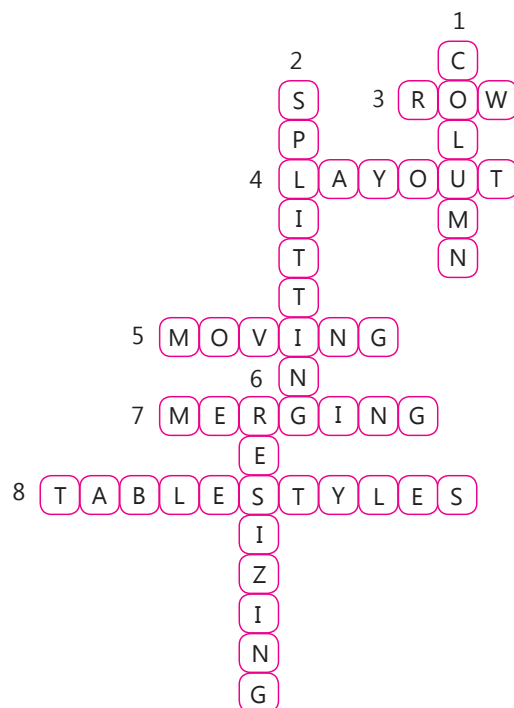 1
2 C
S 3 R O W
P L
4 L A Y O U T
I M
T N
T
5 M O V I N G
6 N
7 M E R G I N G
E
8 T A B L E S T Y L E S
I
Z
I
N
G